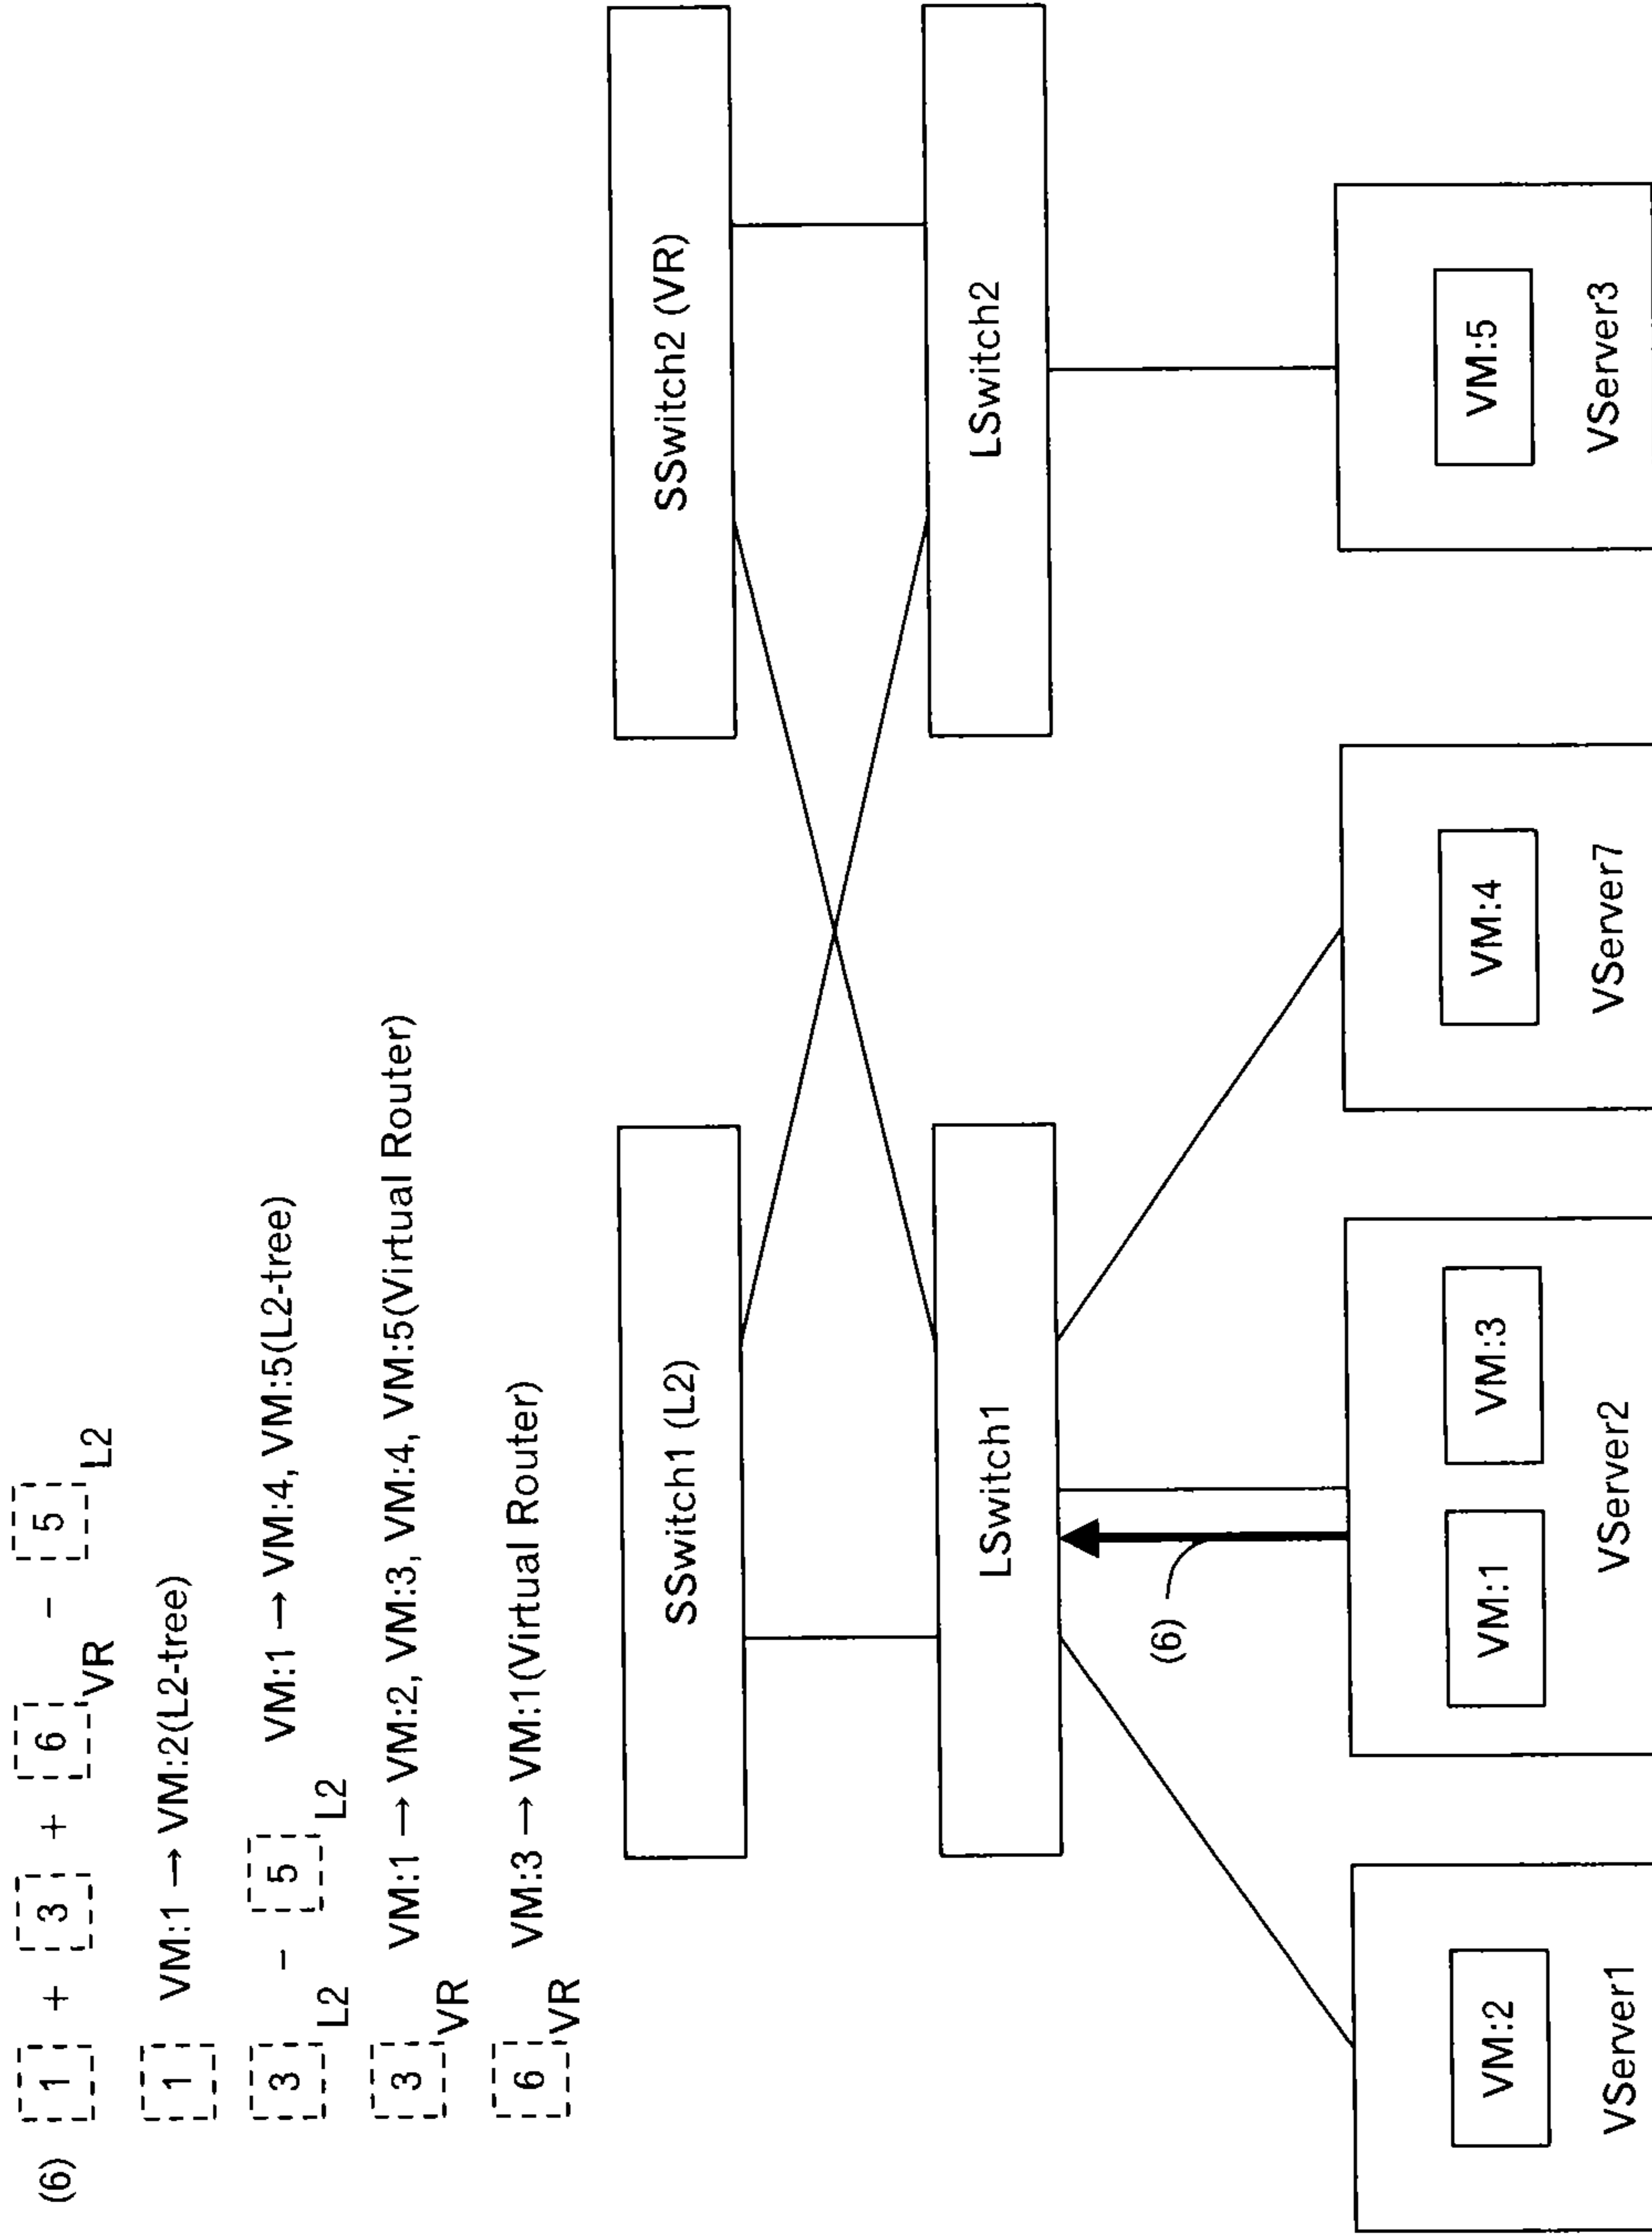 (6) 1 + 3 + 6 VR - 5 L2
1 VM:1 → VM:2(L2-tree)
3 L2 - 5 L2 VM:1 → VM:4, VM:5(L2-tree)
3 VR VM:1 → VM:2, VM:3, VM:4, VM:5(Virtual Router)
6 VR VM:3 → VM:1(Virtual Router)
SSwitch1 (L2)
SSwitch2 (VR)
LSwitch1
LSwitch2
(6)
VM:2
VM:1
VM:3
VM:4
VM:5
VServer1
VServer2
VServer7
VServer3